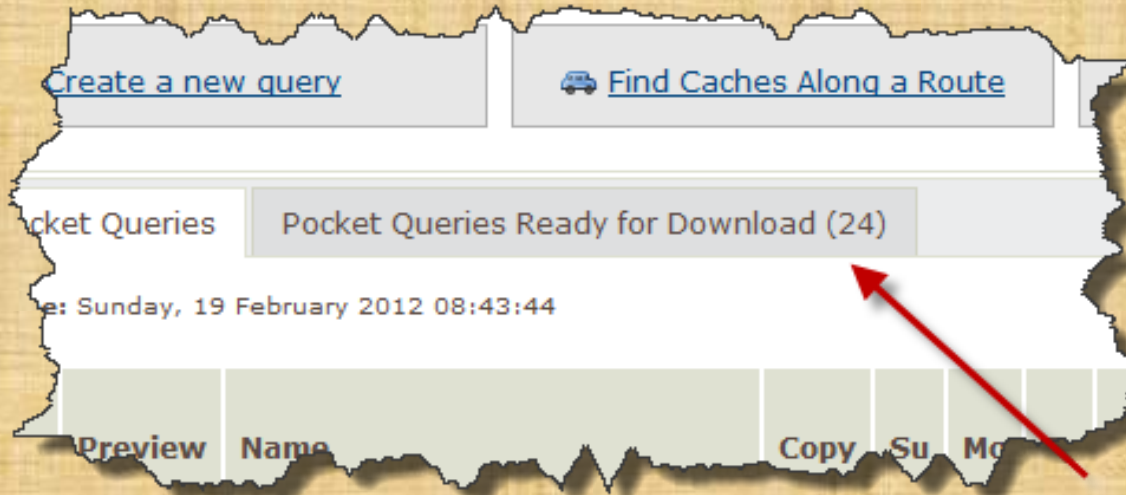 Create a new query
Find Caches Along a Route
cket Queries
Pocket Queries Ready for Download (24)
e: Sunday, 19 February 2012 08:43:44
Preview Name Copy Su Mo